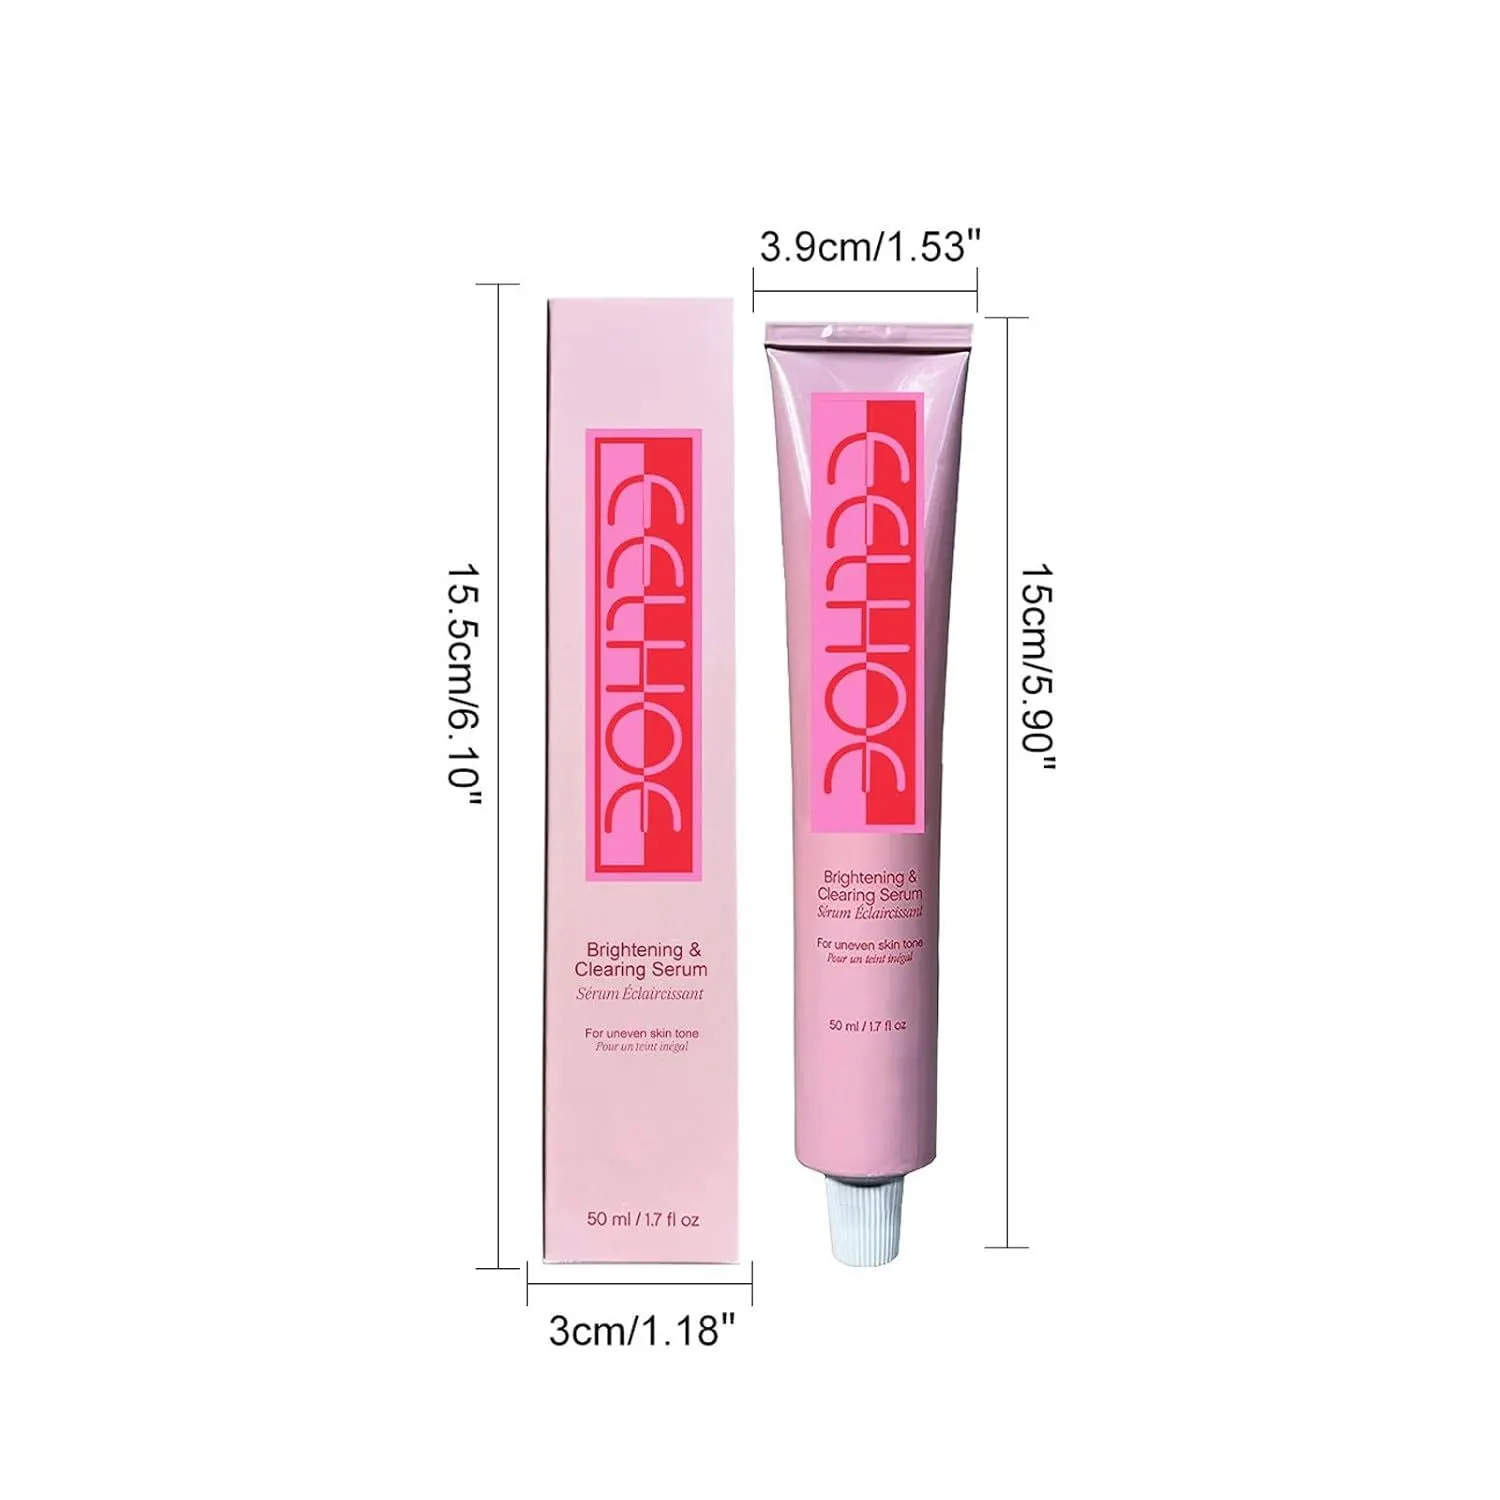 3.9cm/1.53"
15.5cm/6.10"
EELHOE
Brightening &
Clearing Serum
Sérum Éclaircissant
For uneven skin tone
Pour un teint inégal
50 ml / 1.7 fl oz
3cm/1.18"
EELHOE
Brightening &
Clearing Serum
Sérum Éclaircissant
For uneven skin tone
Pour un teint inégal
50 ml / 1.7 fl oz
15cm/5.90"